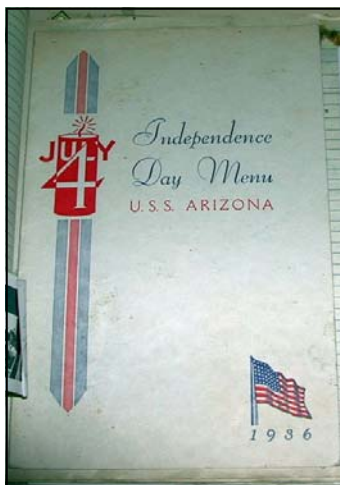 JULY
4
Independence
Day Menu
U.S.S. ARIZONA
1936